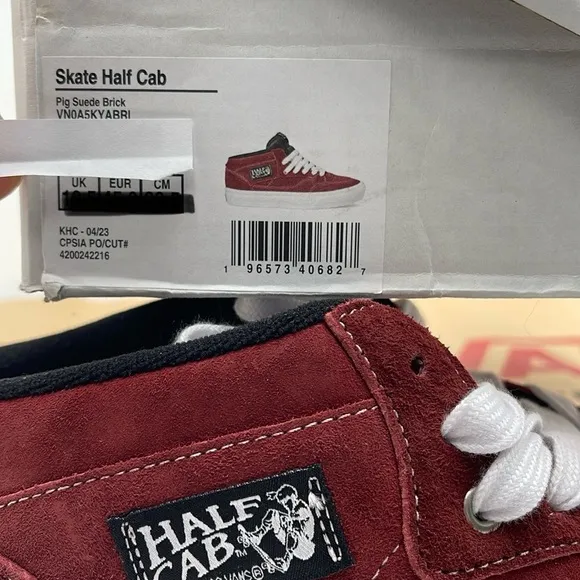 Skate Half Cab
Pig Suede Brick
VN0A5KYABRI
UK EUR CM
KHC - 04/23
CPSIA PO/CUT#
4200242216
1 96573 40682 7
HALF
CAB™
VANS®